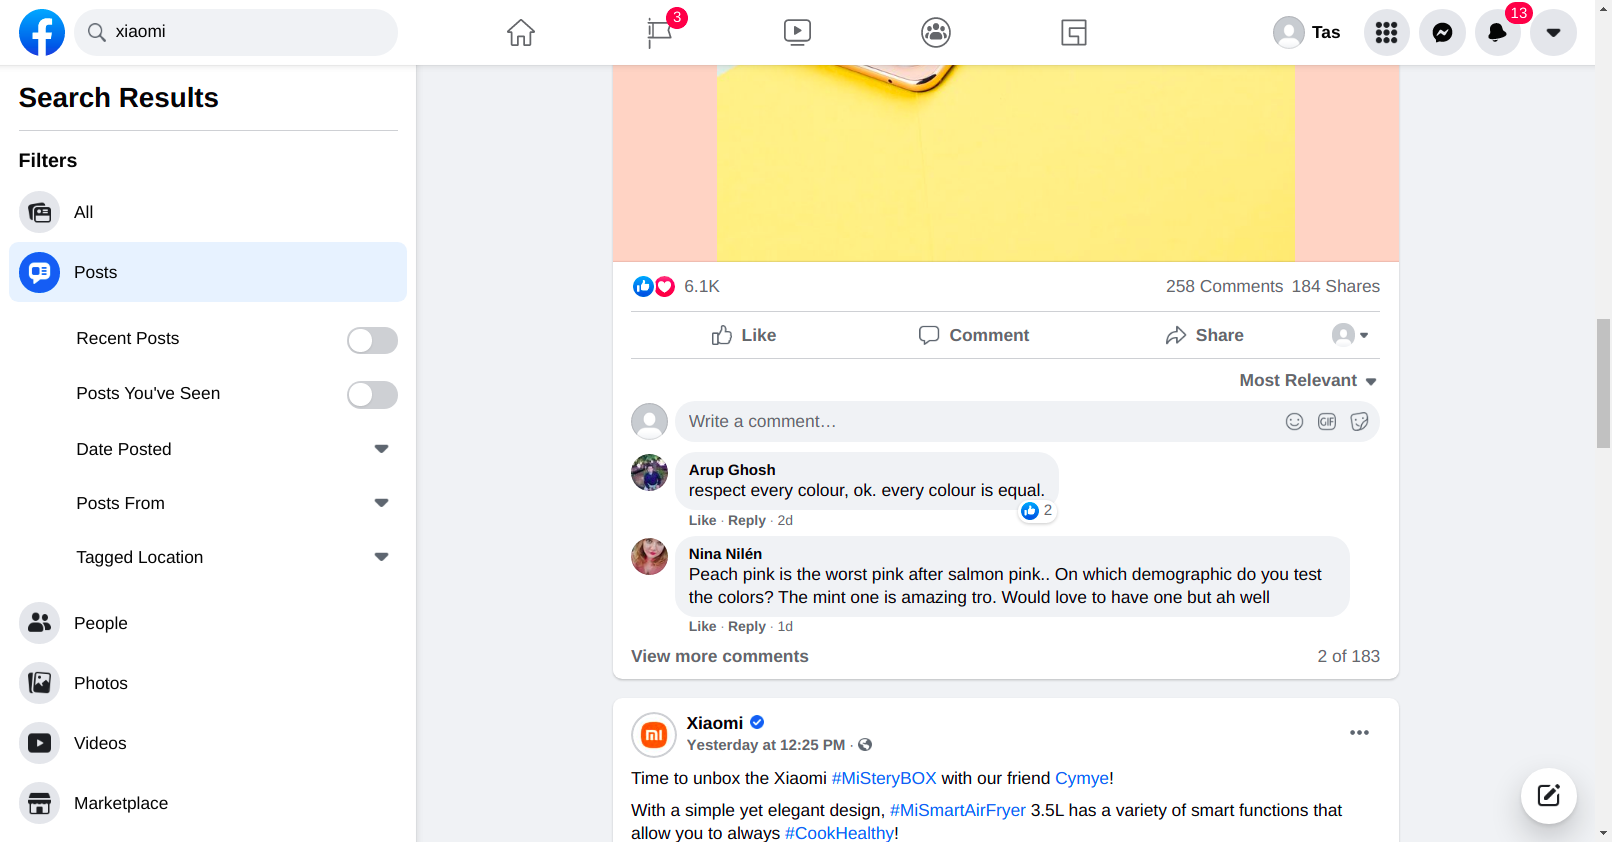 xiaomi
3
Tas
13
Search Results
Filters
All
Posts
Recent Posts
Posts You've Seen
Date Posted
Posts From
Tagged Location
People
Photos
Videos
Marketplace
6.1K
258 Comments 184 Shares
Like
Comment
Share
Most Relevant
Write a comment…
GIF
Arup Ghosh
respect every colour, ok. every colour is equal.
2
Like · Reply · 2d
Nina Nilén
Peach pink is the worst pink after salmon pink.. On which demographic do you test
the colors? The mint one is amazing tro. Would love to have one but ah well
Like · Reply · 1d
View more comments
2 of 183
mi
Xiaomi
Yesterday at 12:25 PM ·
Time to unbox the Xiaomi #MiSteryBOX with our friend Cymye!
With a simple yet elegant design, #MiSmartAirFryer 3.5L has a variety of smart functions that
allow you to always #CookHealthy!